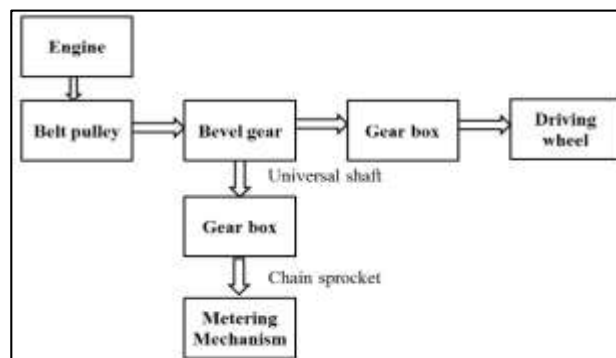 Engine
Belt pulley
Bevel gear
Gear box
Driving
wheel
Universal shaft
Gear box
Chain sprocket
Metering
Mechanism